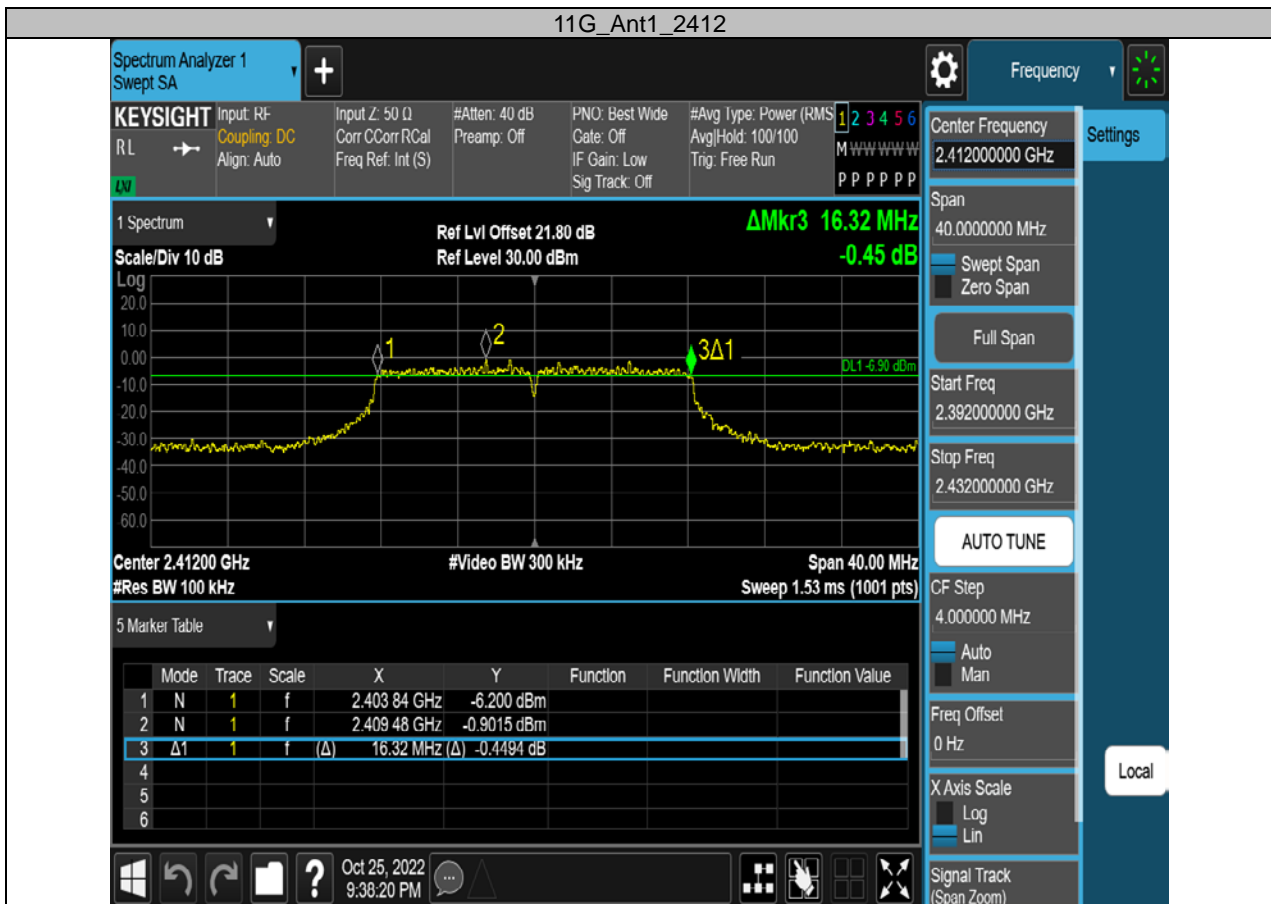 11G_Ant1_2412
Spectrum Analyzer 1
Swept SA
+
Frequency
KEYSIGHT
RL
LXI
Input: RF
Coupling: DC
Align: Auto
Input Z: 50 Ω
Corr CCorr RCal
Freq Ref: Int (S)
#Atten: 40 dB
Preamp: Off
PNO: Best Wide
Gate: Off
IF Gain: Low
Sig Track: Off
#Avg Type: Power (RMS
Avg|Hold: 100/100
Trig: Free Run
1 2 3 4 5 6
M W W W W W
P P P P P P
1 Spectrum
Scale/Div 10 dB
Ref Lvl Offset 21.80 dB
Ref Level 30.00 dBm
ΔMkr3 16.32 MHz
-0.45 dB
Log
20.0
10.0
0.00
-10.0
-20.0
-30.0
-40.0
-50.0
-60.0
1
2
3Δ1
DL1 -6.90 dBm
Center 2.41200 GHz
#Res BW 100 kHz
#Video BW 300 kHz
Span 40.00 MHz
Sweep 1.53 ms (1001 pts)
5 Marker Table
Mode Trace Scale X Y Function Function Width Function Value
1 N 1 f 2.403 84 GHz -6.200 dBm
2 N 1 f 2.409 48 GHz -0.9015 dBm
3 Δ1 1 f (Δ) 16.32 MHz (Δ) -0.4494 dB
4
5
6
?
Oct 25, 2022
9:38:20 PM
Center Frequency
2.412000000 GHz
Span
40.0000000 MHz
Swept Span
Zero Span
Full Span
Start Freq
2.392000000 GHz
Stop Freq
2.432000000 GHz
AUTO TUNE
CF Step
4.000000 MHz
Auto
Man
Freq Offset
0 Hz
X Axis Scale
Log
Lin
Signal Track
(Span Zoom)
Settings
Local